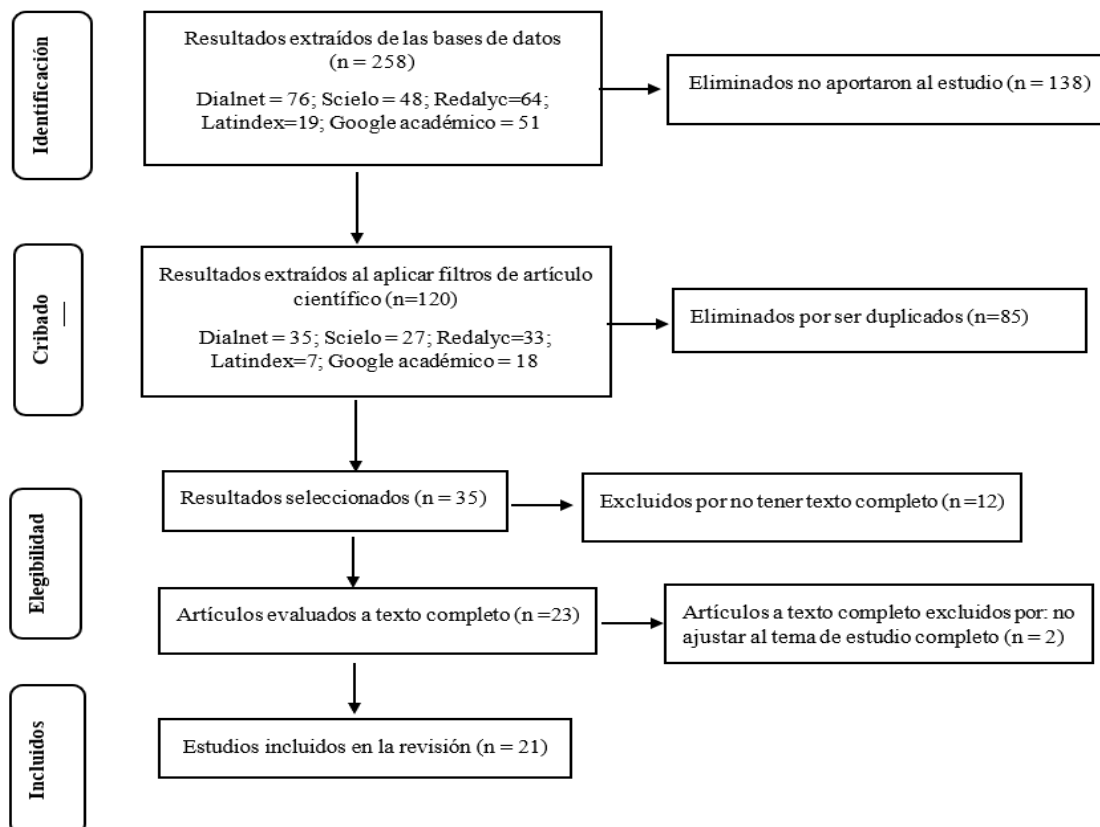 Identificación
Resultados extraídos de las bases de datos
(n = 258)
Dialnet = 76; Scielo = 48; Redalyc=64;
Latindex=19; Google académico = 51
Eliminados no aportaron al estudio (n = 138)
Cribado
Resultados extraídos al aplicar filtros de artículo
científico (n=120)
Dialnet = 35; Scielo = 27; Redalyc=33;
Latindex=7; Google académico = 18
Eliminados por ser duplicados (n=85)
Elegibilidad
Resultados seleccionados (n = 35)
Excluidos por no tener texto completo (n =12)
Artículos evaluados a texto completo (n =23)
Artículos a texto completo excluidos por: no
ajustar al tema de estudio completo (n = 2)
Incluidos
Estudios incluidos en la revisión (n = 21)